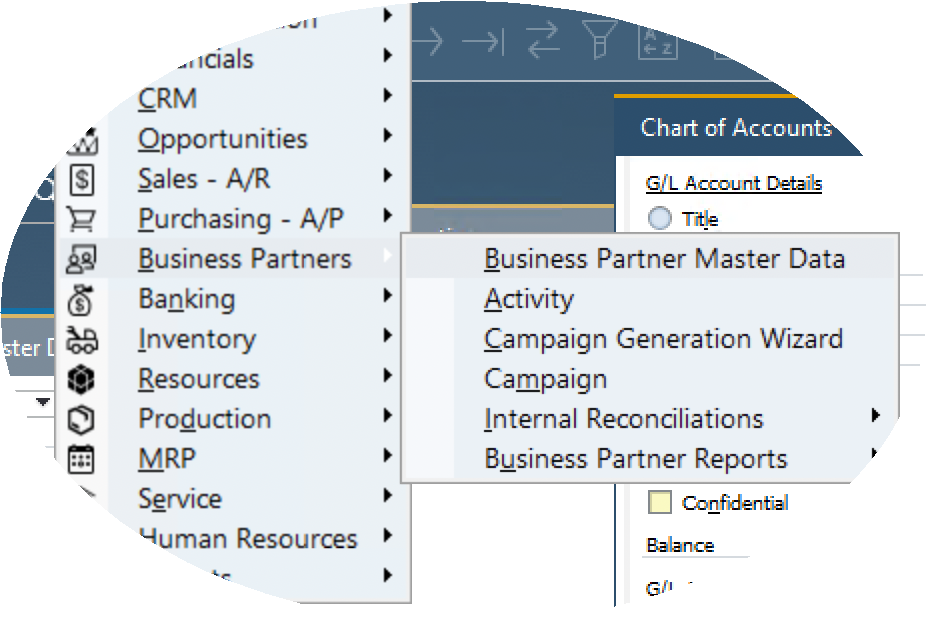 CRM
Opportunities
Sales - A/R
Purchasing - A/P
Business Partners
Banking
Inventory
Resources
Production
MRP
Service
Human Resources
Business Partner Master Data
Activity
Campaign Generation Wizard
Campaign
Internal Reconciliations
Business Partner Reports
Chart of Accounts
G/L Account Details
Title
Confidential
Balance